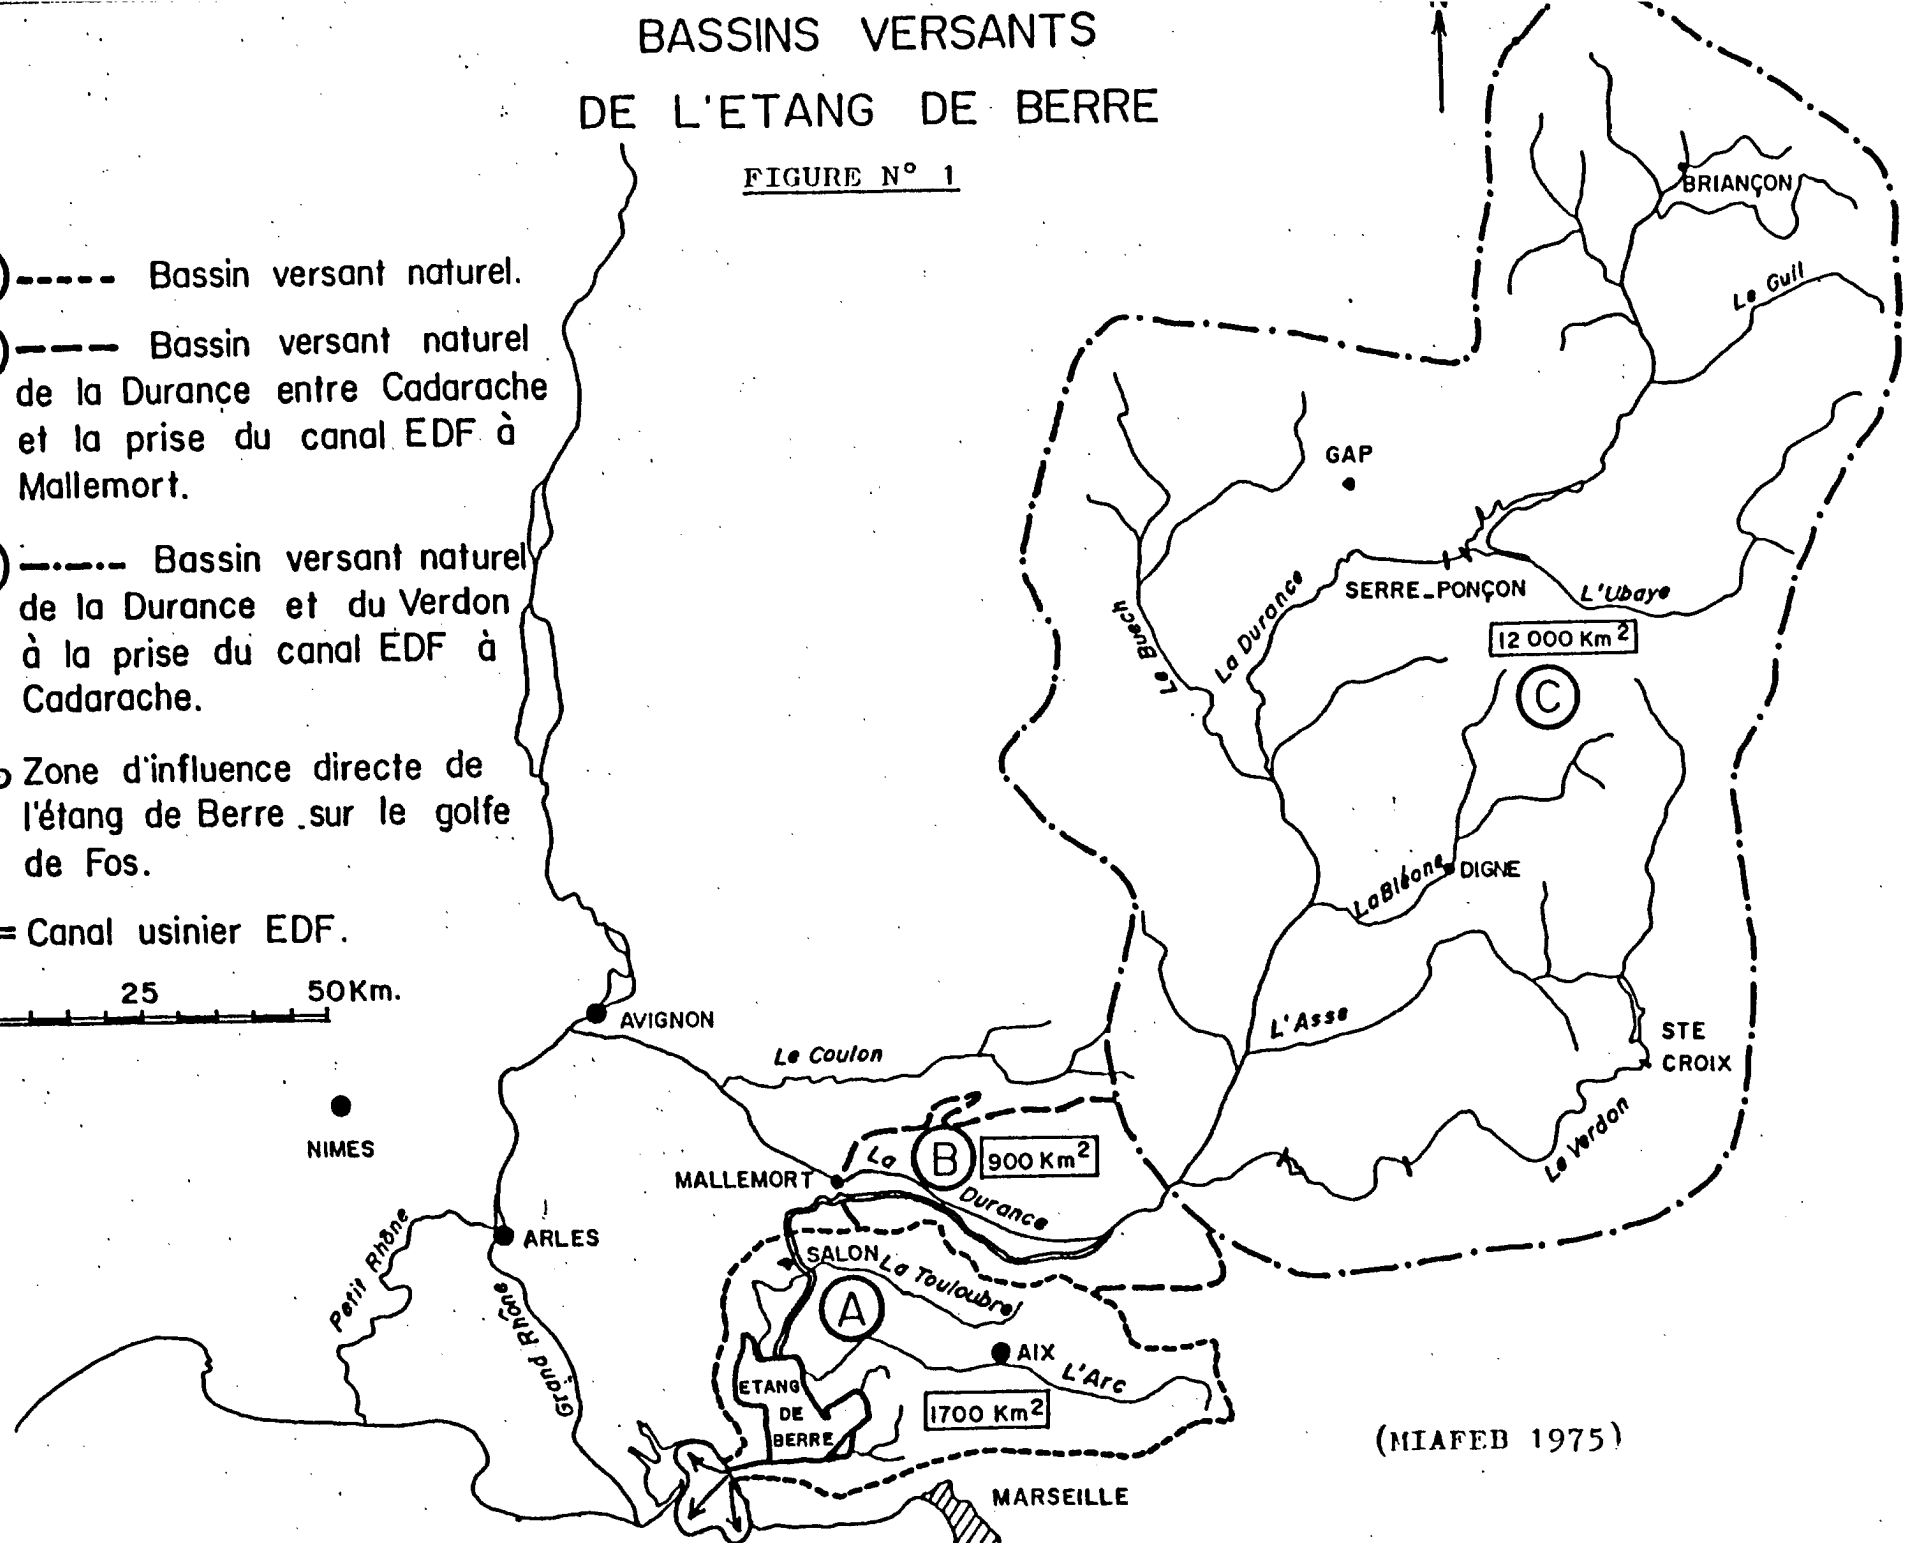 BASSINS VERSANTS
DE L'ETANG DE BERRE
FIGURE N° 1
)----- Bassin versant naturel.
)--- Bassin versant naturel
de la Durance entre Cadarache
et la prise du canal EDF à
Mallemort.
)-.-.- Bassin versant naturel
de la Durance et du Verdon
à la prise du canal EDF à
Cadarache.
Zone d'influence directe de
l'étang de Berre sur le golfe
de Fos.
= Canal usinier EDF.
25 50Km.
BRIANÇON
Le Guil
GAP
SERRE_PONÇON
L'Ubaye
La Durance
Le Buech
12 000 Km²
C
La Bléone
DIGNE
L'Asse
STE
CROIX
Le Verdon
AVIGNON
Le Coulon
NIMES
MALLEMORT
La Durance
B
900 Km²
ARLES
Petit Rhône
Grand Rhône
SALON
La Touloubre
A
AIX
L'Arc
ETANG
DE
BERRE
1700 Km²
(MIAFEB 1975)
MARSEILLE